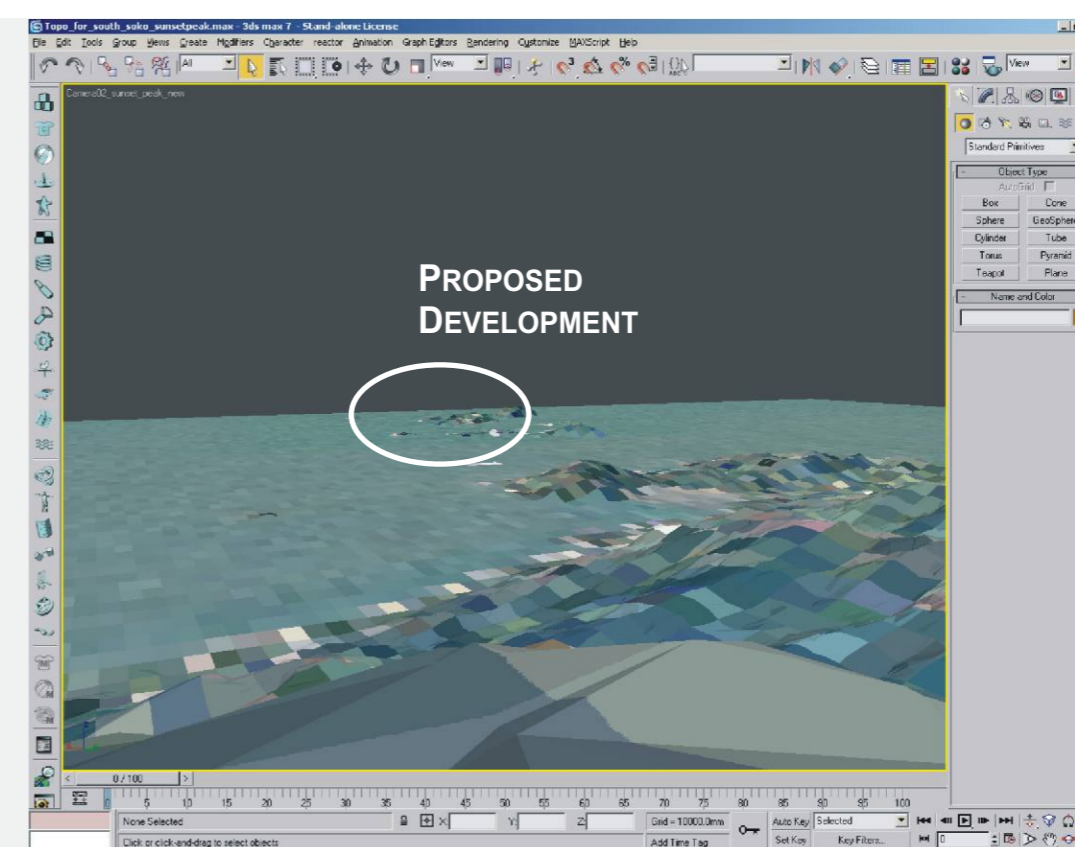 Topo_for_south_soko_sunsetpeak.max - 3ds max 7 - Stand-alone License
File Edit Tools Group Views Create Modifiers Character reactor Animation Graph Editors Rendering Customize MAXScript Help
All View View
Camera02_sunset_peak_new
Standard Primitives
- Object Type
AutoGrid
Box Cone
Sphere GeoSphere
Cylinder Tube
Torus Pyramid
Teapot Plane
- Name and Color
PROPOSED
DEVELOPMENT
< 0 / 100 >
0 5 10 15 20 25 30 35 40 45 50 55 60 65 70 75 80 85 90 95 100
None Selected X: Y: Z: Grid = 10000.0mm Auto Key Selected
Click or click-and-drag to select objects Add Time Tag Set Key Key Filters... 0